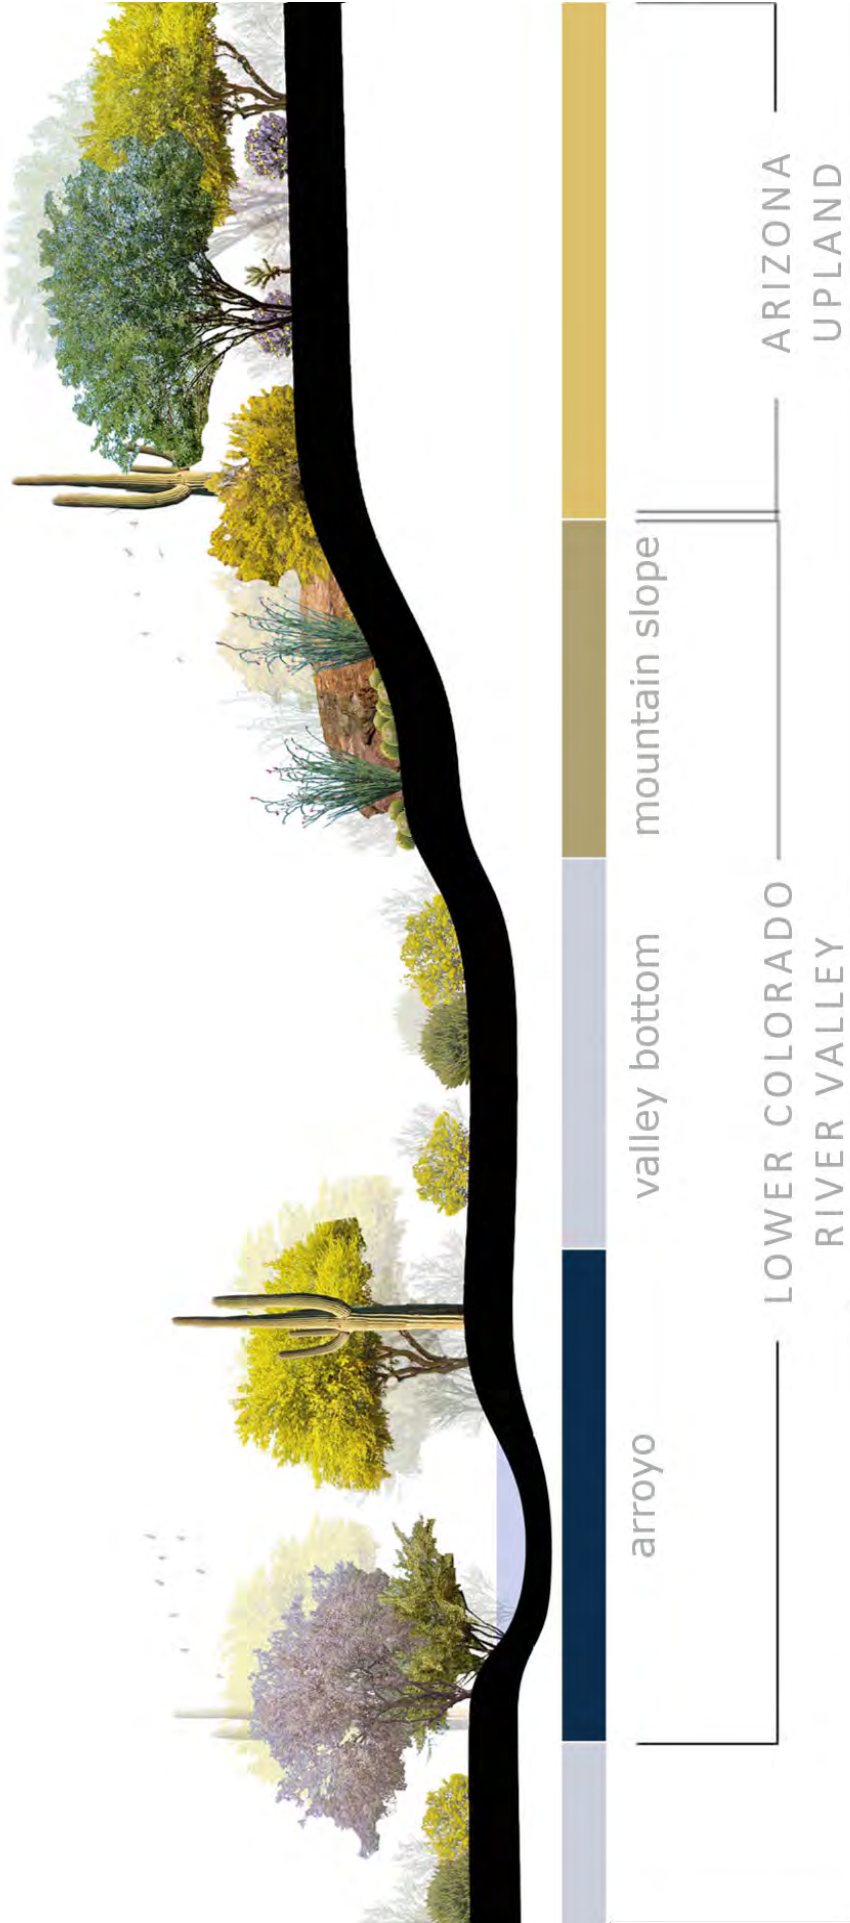 arroyo
valley bottom
mountain slope
LOWER COLORADO
RIVER VALLEY
ARIZONA
UPLAND